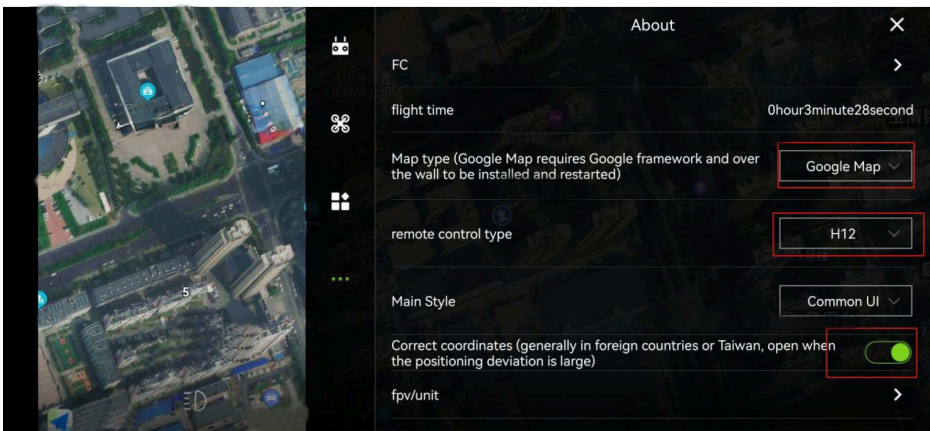 About
FC
flight time
0hour3minute28second
Map type (Google Map requires Google framework and over
the wall to be installed and restarted)
Google Map
remote control type
H12
Main Style
Common UI
Correct coordinates (generally in foreign countries or Taiwan, open when
the positioning deviation is large)
fpv/unit
5